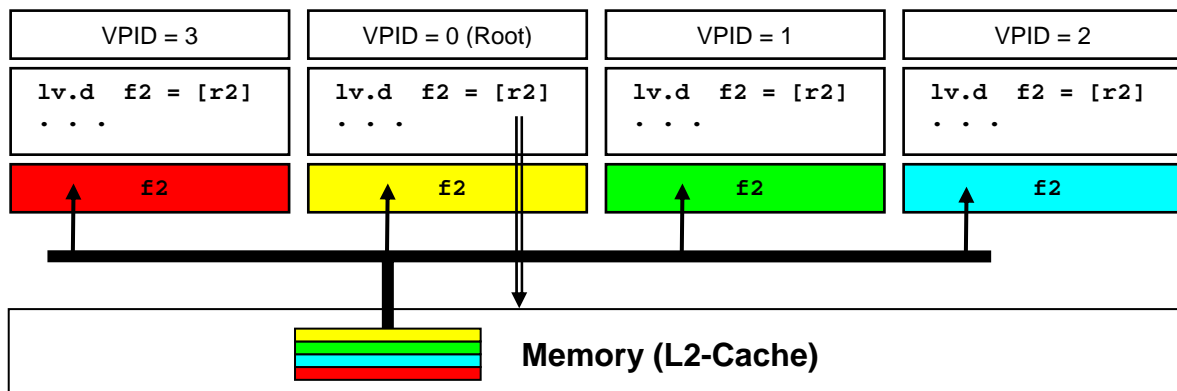 VPID = 3
VPID = 0 (Root)
VPID = 1
VPID = 2
lv.d f2 = [r2]
. . .
lv.d f2 = [r2]
. . .
lv.d f2 = [r2]
. . .
lv.d f2 = [r2]
. . .
f2
f2
f2
f2
Memory (L2-Cache)